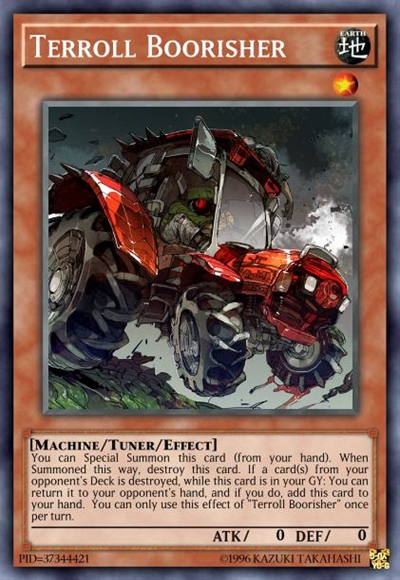 Terroll Boorisher
EARTH
地
[Machine/Tuner/Effect]
You can Special Summon this card (from your hand). When
Summoned this way, destroy this card. If a card(s) from your
opponent's Deck is destroyed, while this card is in your GY: You can
return it to your opponent's hand, and if you do, add this card to
your hand. You can only use this effect of "Terroll Boorisher" once
per turn.
ATK/ 0 DEF/ 0
PID=37344421 ©1996 KAZUKI TAKAHASHI